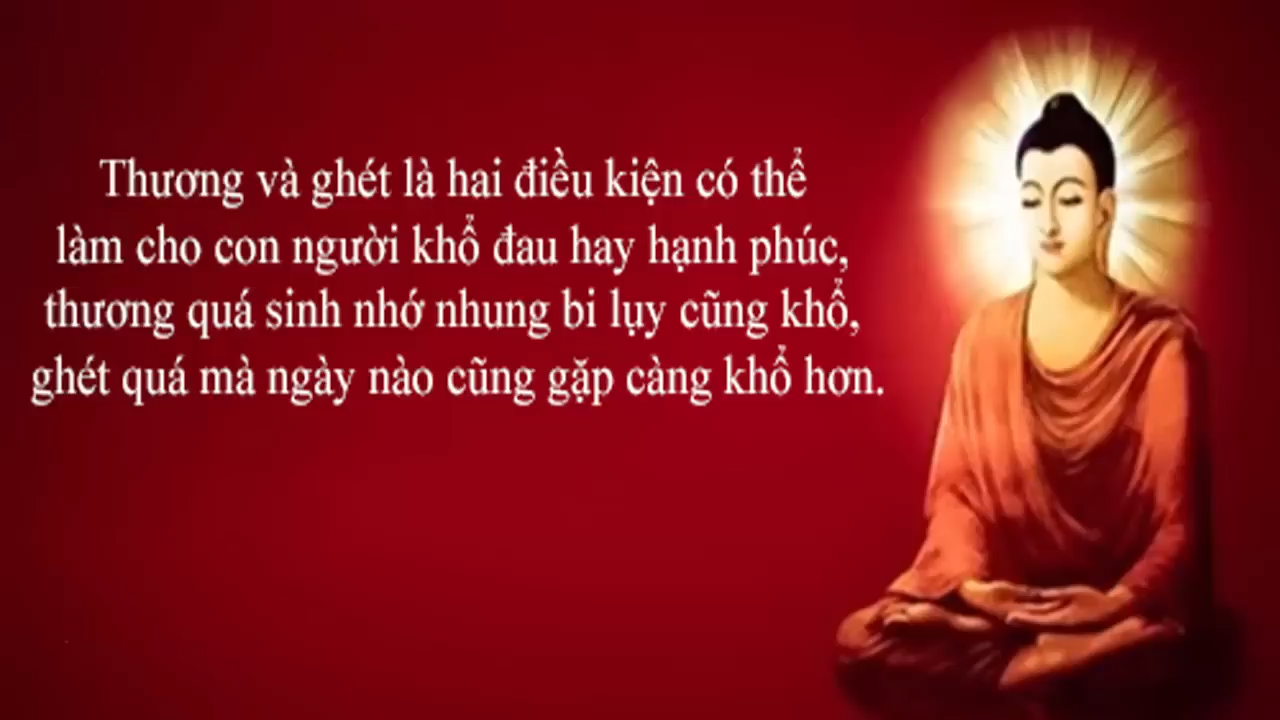 Thương và ghét là hai điều kiện có thể
làm cho con người khổ đau hay hạnh phúc,
thương quá sinh nhớ nhung bi lụy cũng khổ,
ghét quá mà ngày nào cũng gặp càng khổ hơn.